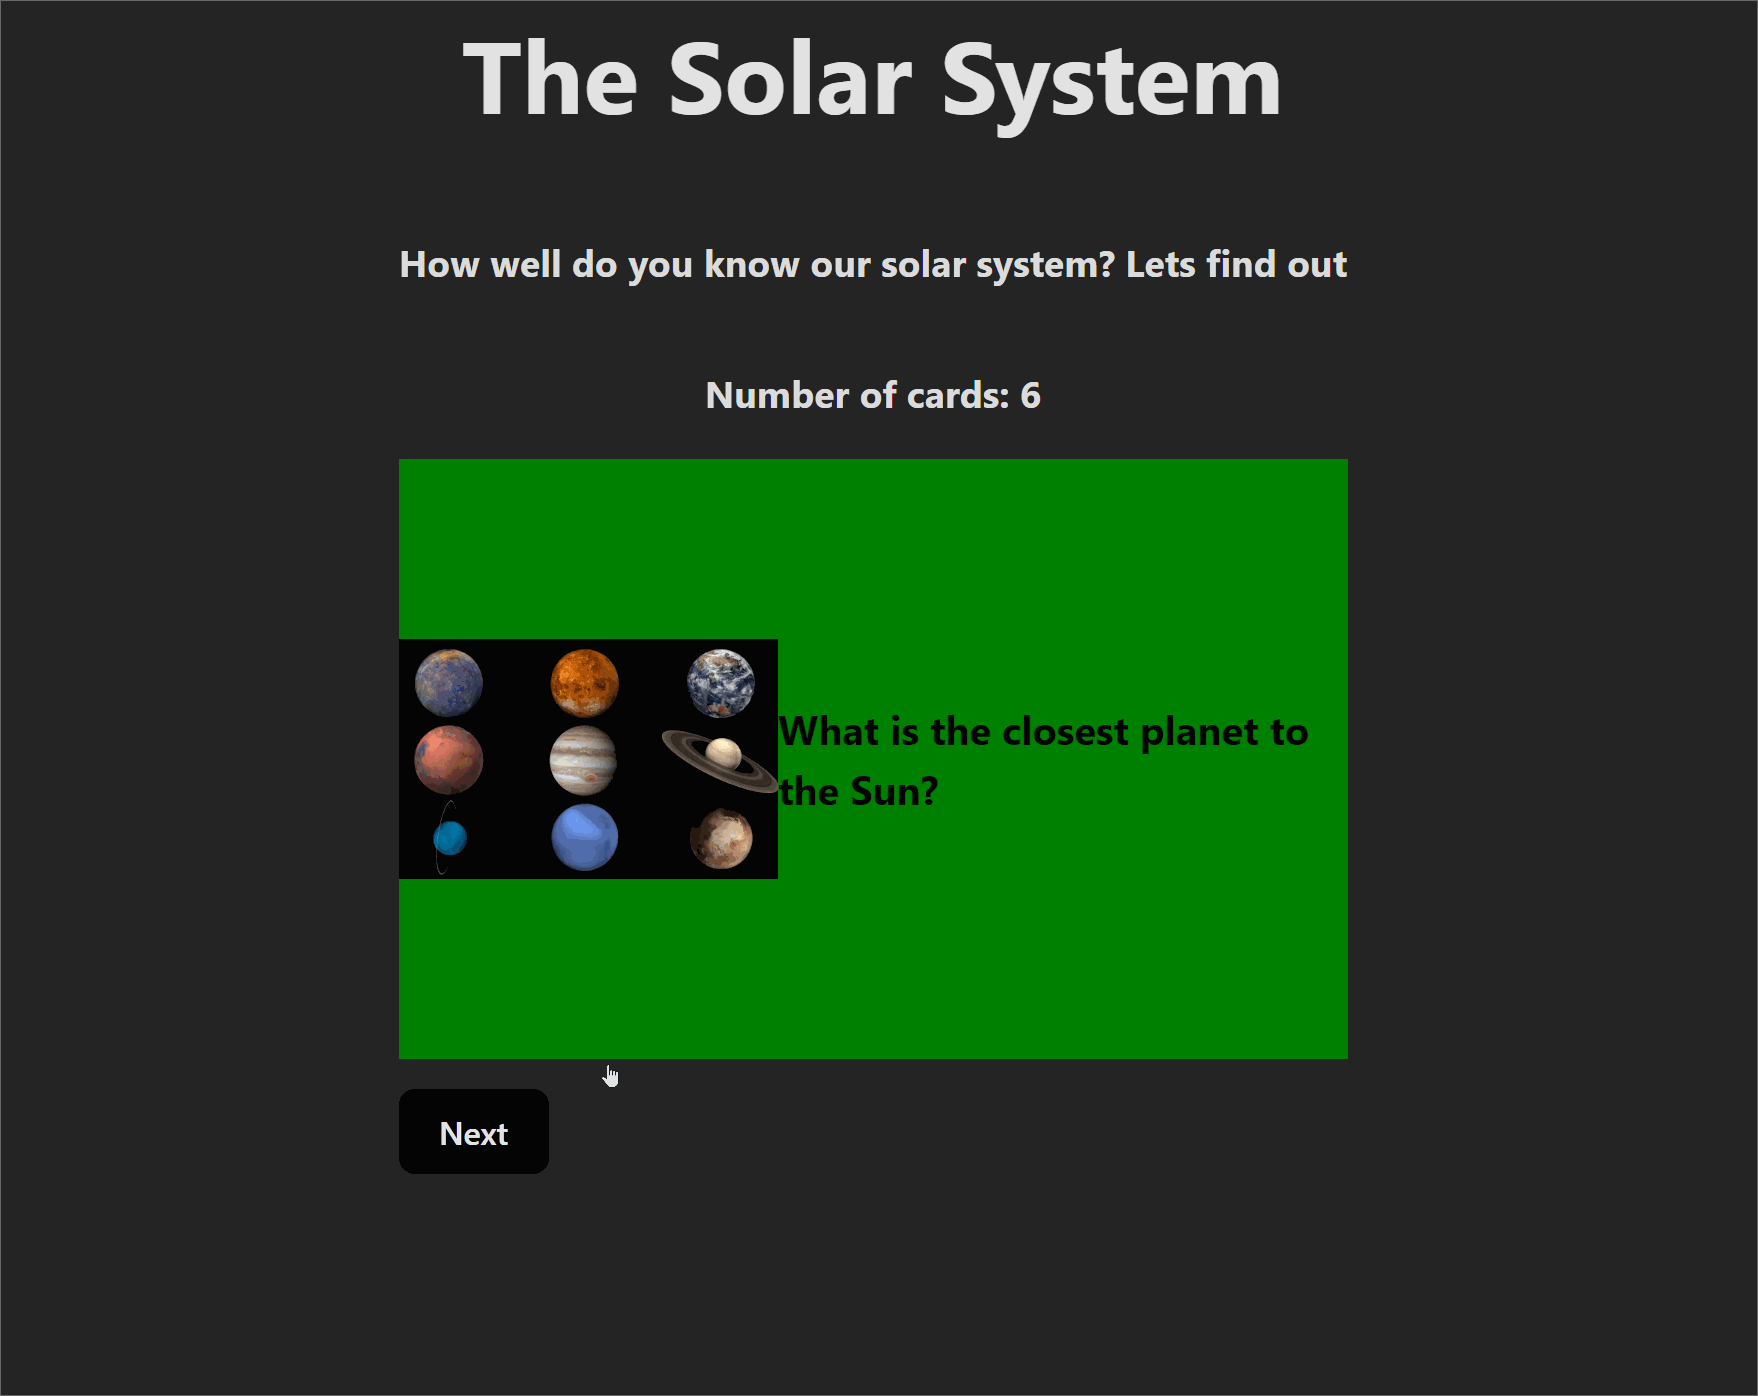 The Solar System
How well do you know our solar system? Lets find out
Number of cards: 6
What is the closest planet to
the Sun?
Next